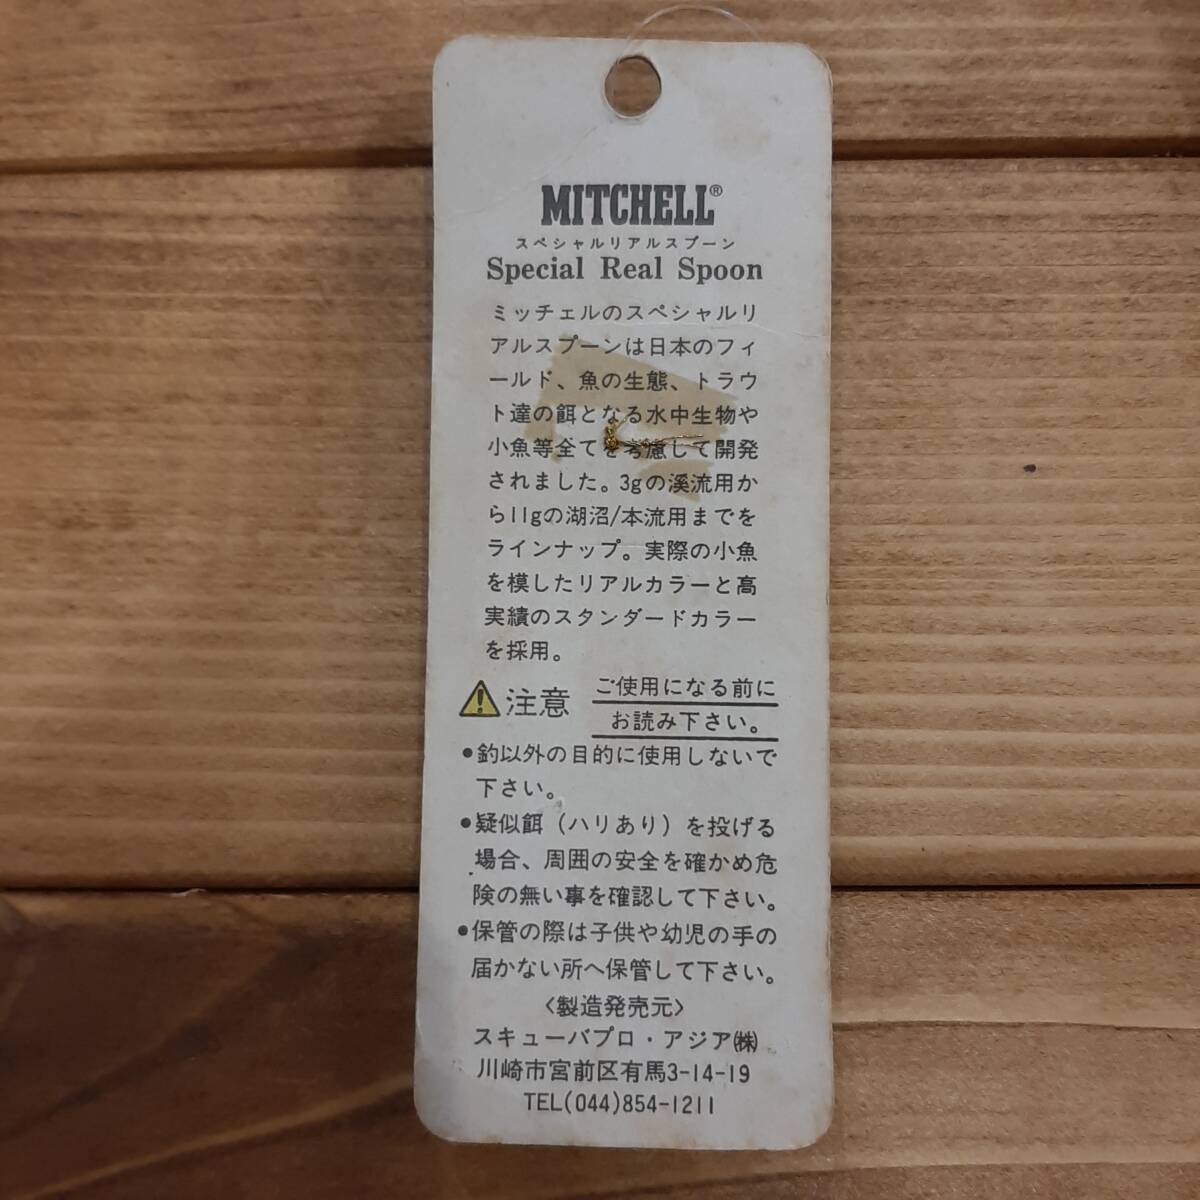 MITCHELL®
スペシャルリアルスプーン
Special Real Spoon
ミッチェルのスペシャルリ
アルスプーンは日本のフィ
ールド、魚の生態、トラウ
ト達の餌となる水中生物や
小魚等全てを考慮して開発
されました。3gの渓流用か
ら11gの湖沼/本流用までを
ラインナップ。実際の小魚
を模したリアルカラーと高
実績のスタンダードカラー
を採用。
注意
ご使用になる前に
お読み下さい。
•釣以外の目的に使用しないで
下さい。
•疑似餌（ハリあり）を投げる
場合、周囲の安全を確かめ危
険の無い事を確認して下さい。
•保管の際は子供や幼児の手の
届かない所へ保管して下さい。
〈製造発売元〉
スキューバプロ・アジア㈱
川崎市宮前区有馬3-14-19
TEL(044)854-1211